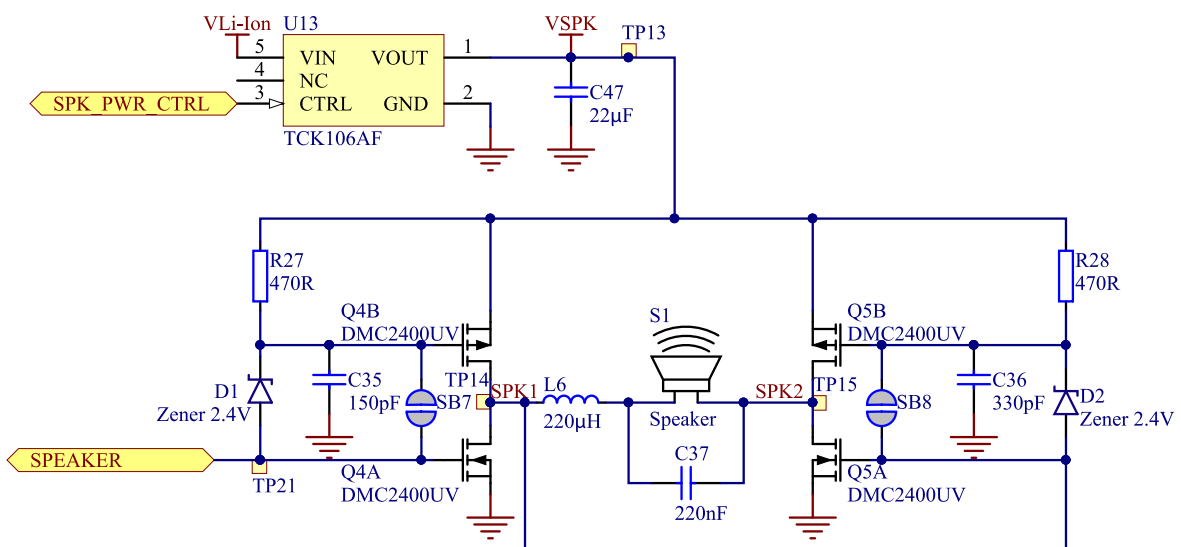 VLi-Ion
U13
VSPK
TP13
5
VIN
VOUT
1
4
NC
SPK_PWR_CTRL
3
CTRL
GND
2
C47
22µF
TCK106AF
R27
470R
R28
470R
Q4B
DMC2400UV
S1
Q5B
DMC2400UV
D1
Zener 2.4V
C35
150pF
SB7
TP14
SPK1
L6
220µH
Speaker
SPK2
TP15
SB8
C36
330pF
D2
Zener 2.4V
SPEAKER
TP21
Q4A
DMC2400UV
C37
220nF
Q5A
DMC2400UV